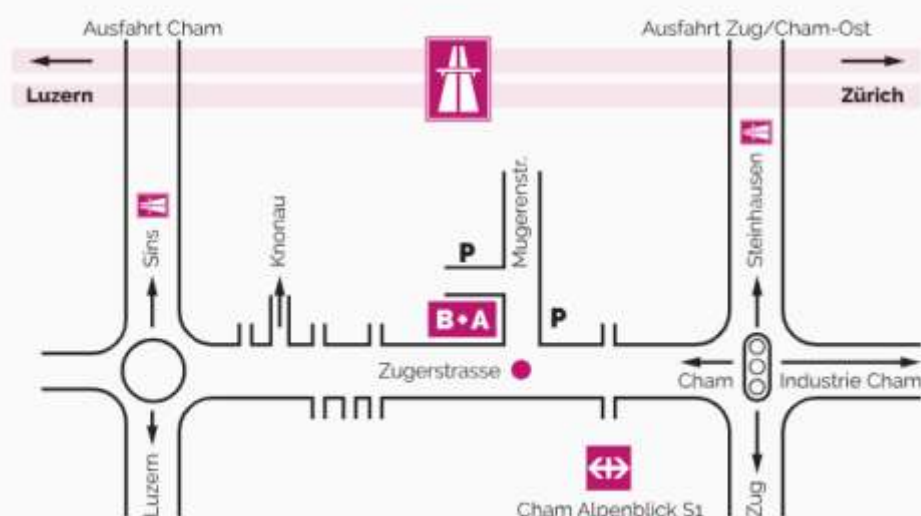 Ausfahrt Cham
Ausfahrt Zug/Cham-Ost
Luzern
Zürich
Sins
Knonau
Mugerenstr.
Steinhausen
P
B+A
P
Zugerstrasse
Cham
Industrie Cham
Luzern
Zug
Cham Alpenblick S1